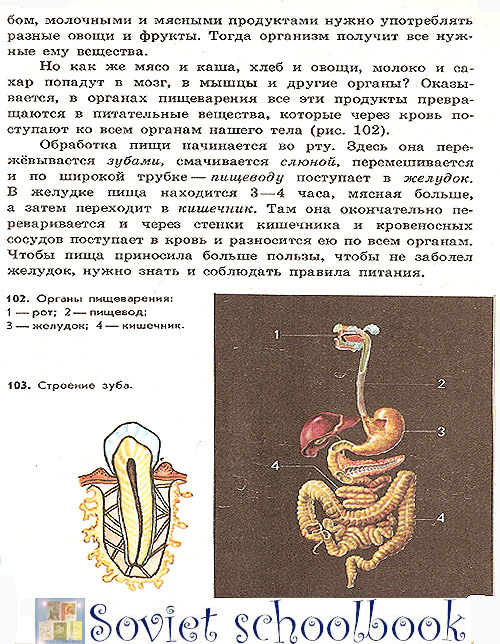 бом, молочными и мясными продуктами нужно употреблять
разные овощи и фрукты. Тогда организм получит все нуж-
ные ему вещества.
Но как же мясо и каша, хлеб и овощи, молоко и са-
хар попадут в мозг, в мышцы и другие органы? Оказы-
вается, в органах пищеварения все эти продукты превра-
щаются в питательные вещества, которые через кровь по-
ступают ко всем органам нашего тела (рис. 102).
Обработка пищи начинается во рту. Здесь она пере-
жёвывается зубами, смачивается слюной, перемешивается
и по широкой трубке — пищеводу поступает в желудок.
В желудке пища находится 3—4 часа, мясная больше,
а затем переходит в кишечник. Там она окончательно пе-
реваривается и через стенки кишечника и кровеносных
сосудов поступает в кровь и разносится ею по всем органам.
Чтобы пища приносила больше пользы, чтобы не заболел
желудок, нужно знать и соблюдать правила питания.
102. Органы пищеварения:
1 — рот; 2 — пищевод;
3 — желудок; 4 — кишечник.
103. Строение зуба.
1
2
3
4
4
Soviet schoolbook